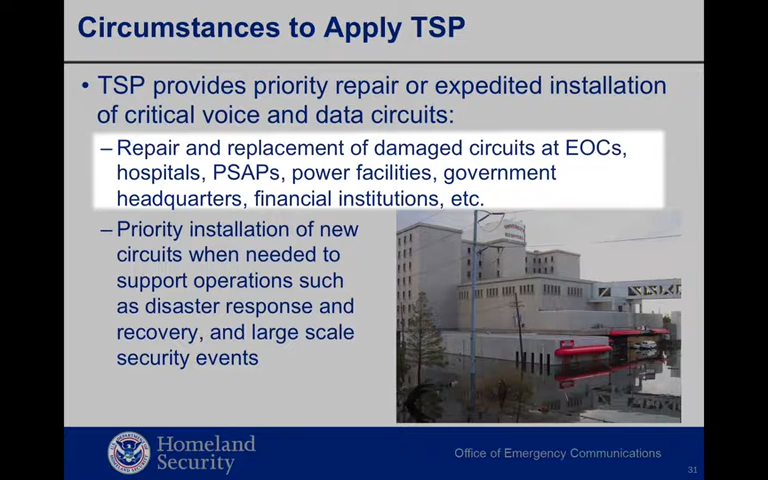 Circumstances to Apply TSP
• TSP provides priority repair or expedited installation
of critical voice and data circuits:
– Repair and replacement of damaged circuits at EOCs,
hospitals, PSAPs, power facilities, government
headquarters, financial institutions, etc.
– Priority installation of new
circuits when needed to
support operations such
as disaster response and
recovery, and large scale
security events
Homeland
Security
Office of Emergency Communications
31